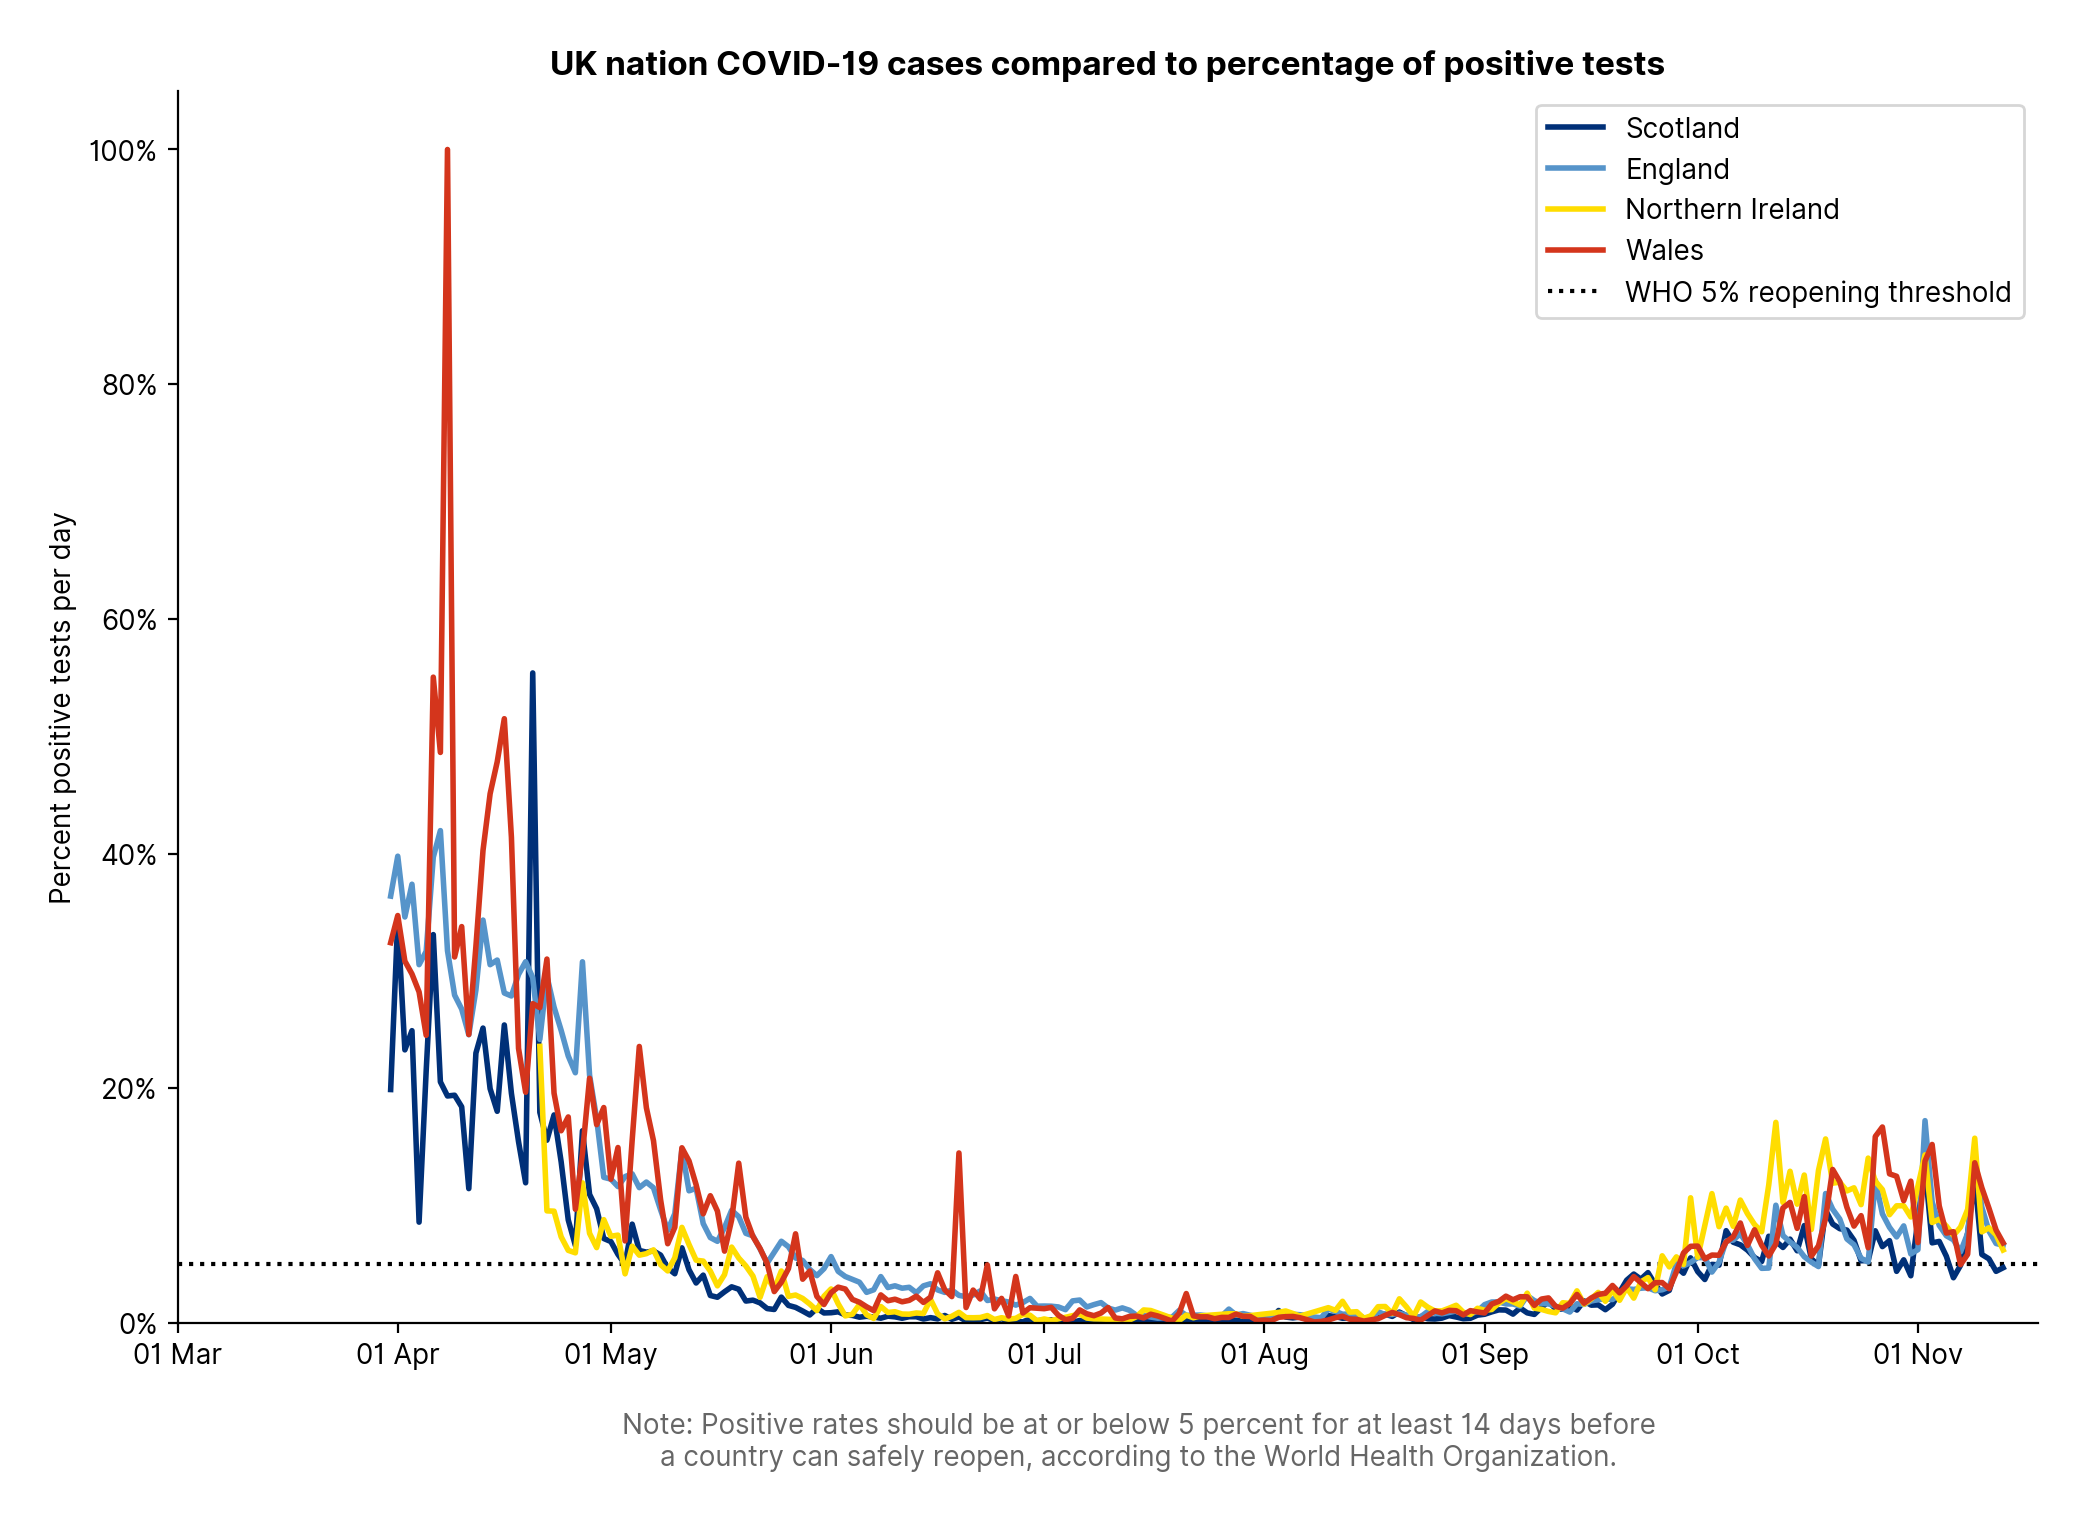 UK nation COVID-19 cases compared to percentage of positive tests
Scotland
England
Northern Ireland
Wales
WHO 5% reopening threshold
Percent positive tests per day
100%
80%
60%
40%
20%
0%
01 Mar
01 Apr
01 May
01 Jun
01 Jul
01 Aug
01 Sep
01 Oct
01 Nov
Note: Positive rates should be at or below 5 percent for at least 14 days before
a country can safely reopen, according to the World Health Organization.